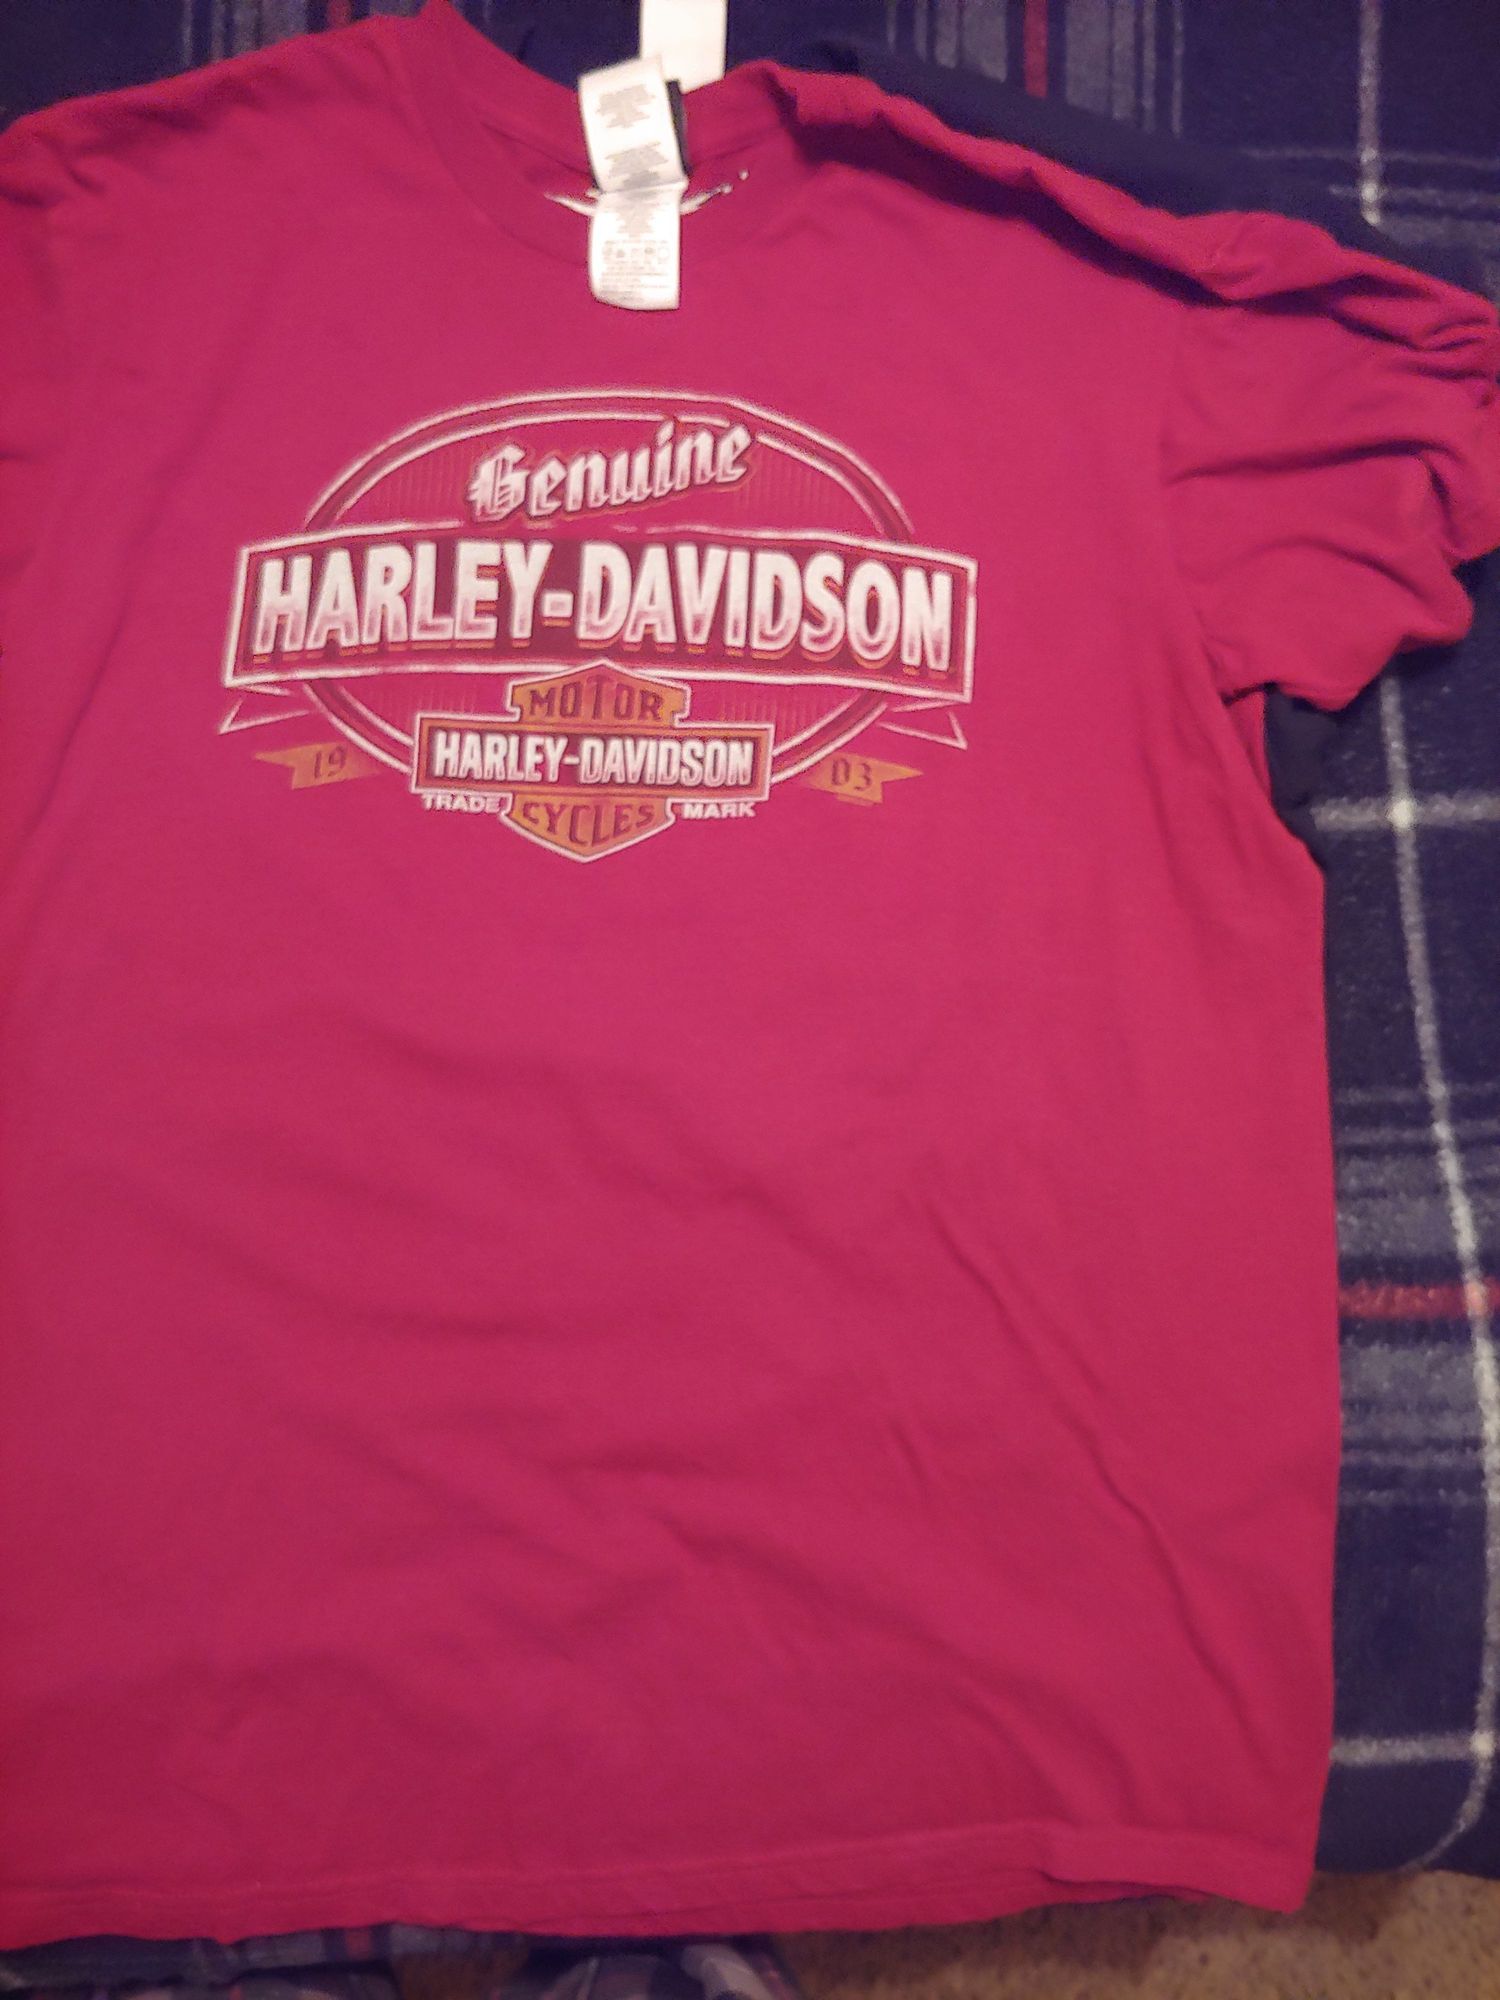 Genuine
HARLEY-DAVIDSON
MOTOR
19 HARLEY-DAVIDSON 03
TRADE CYCLES MARK